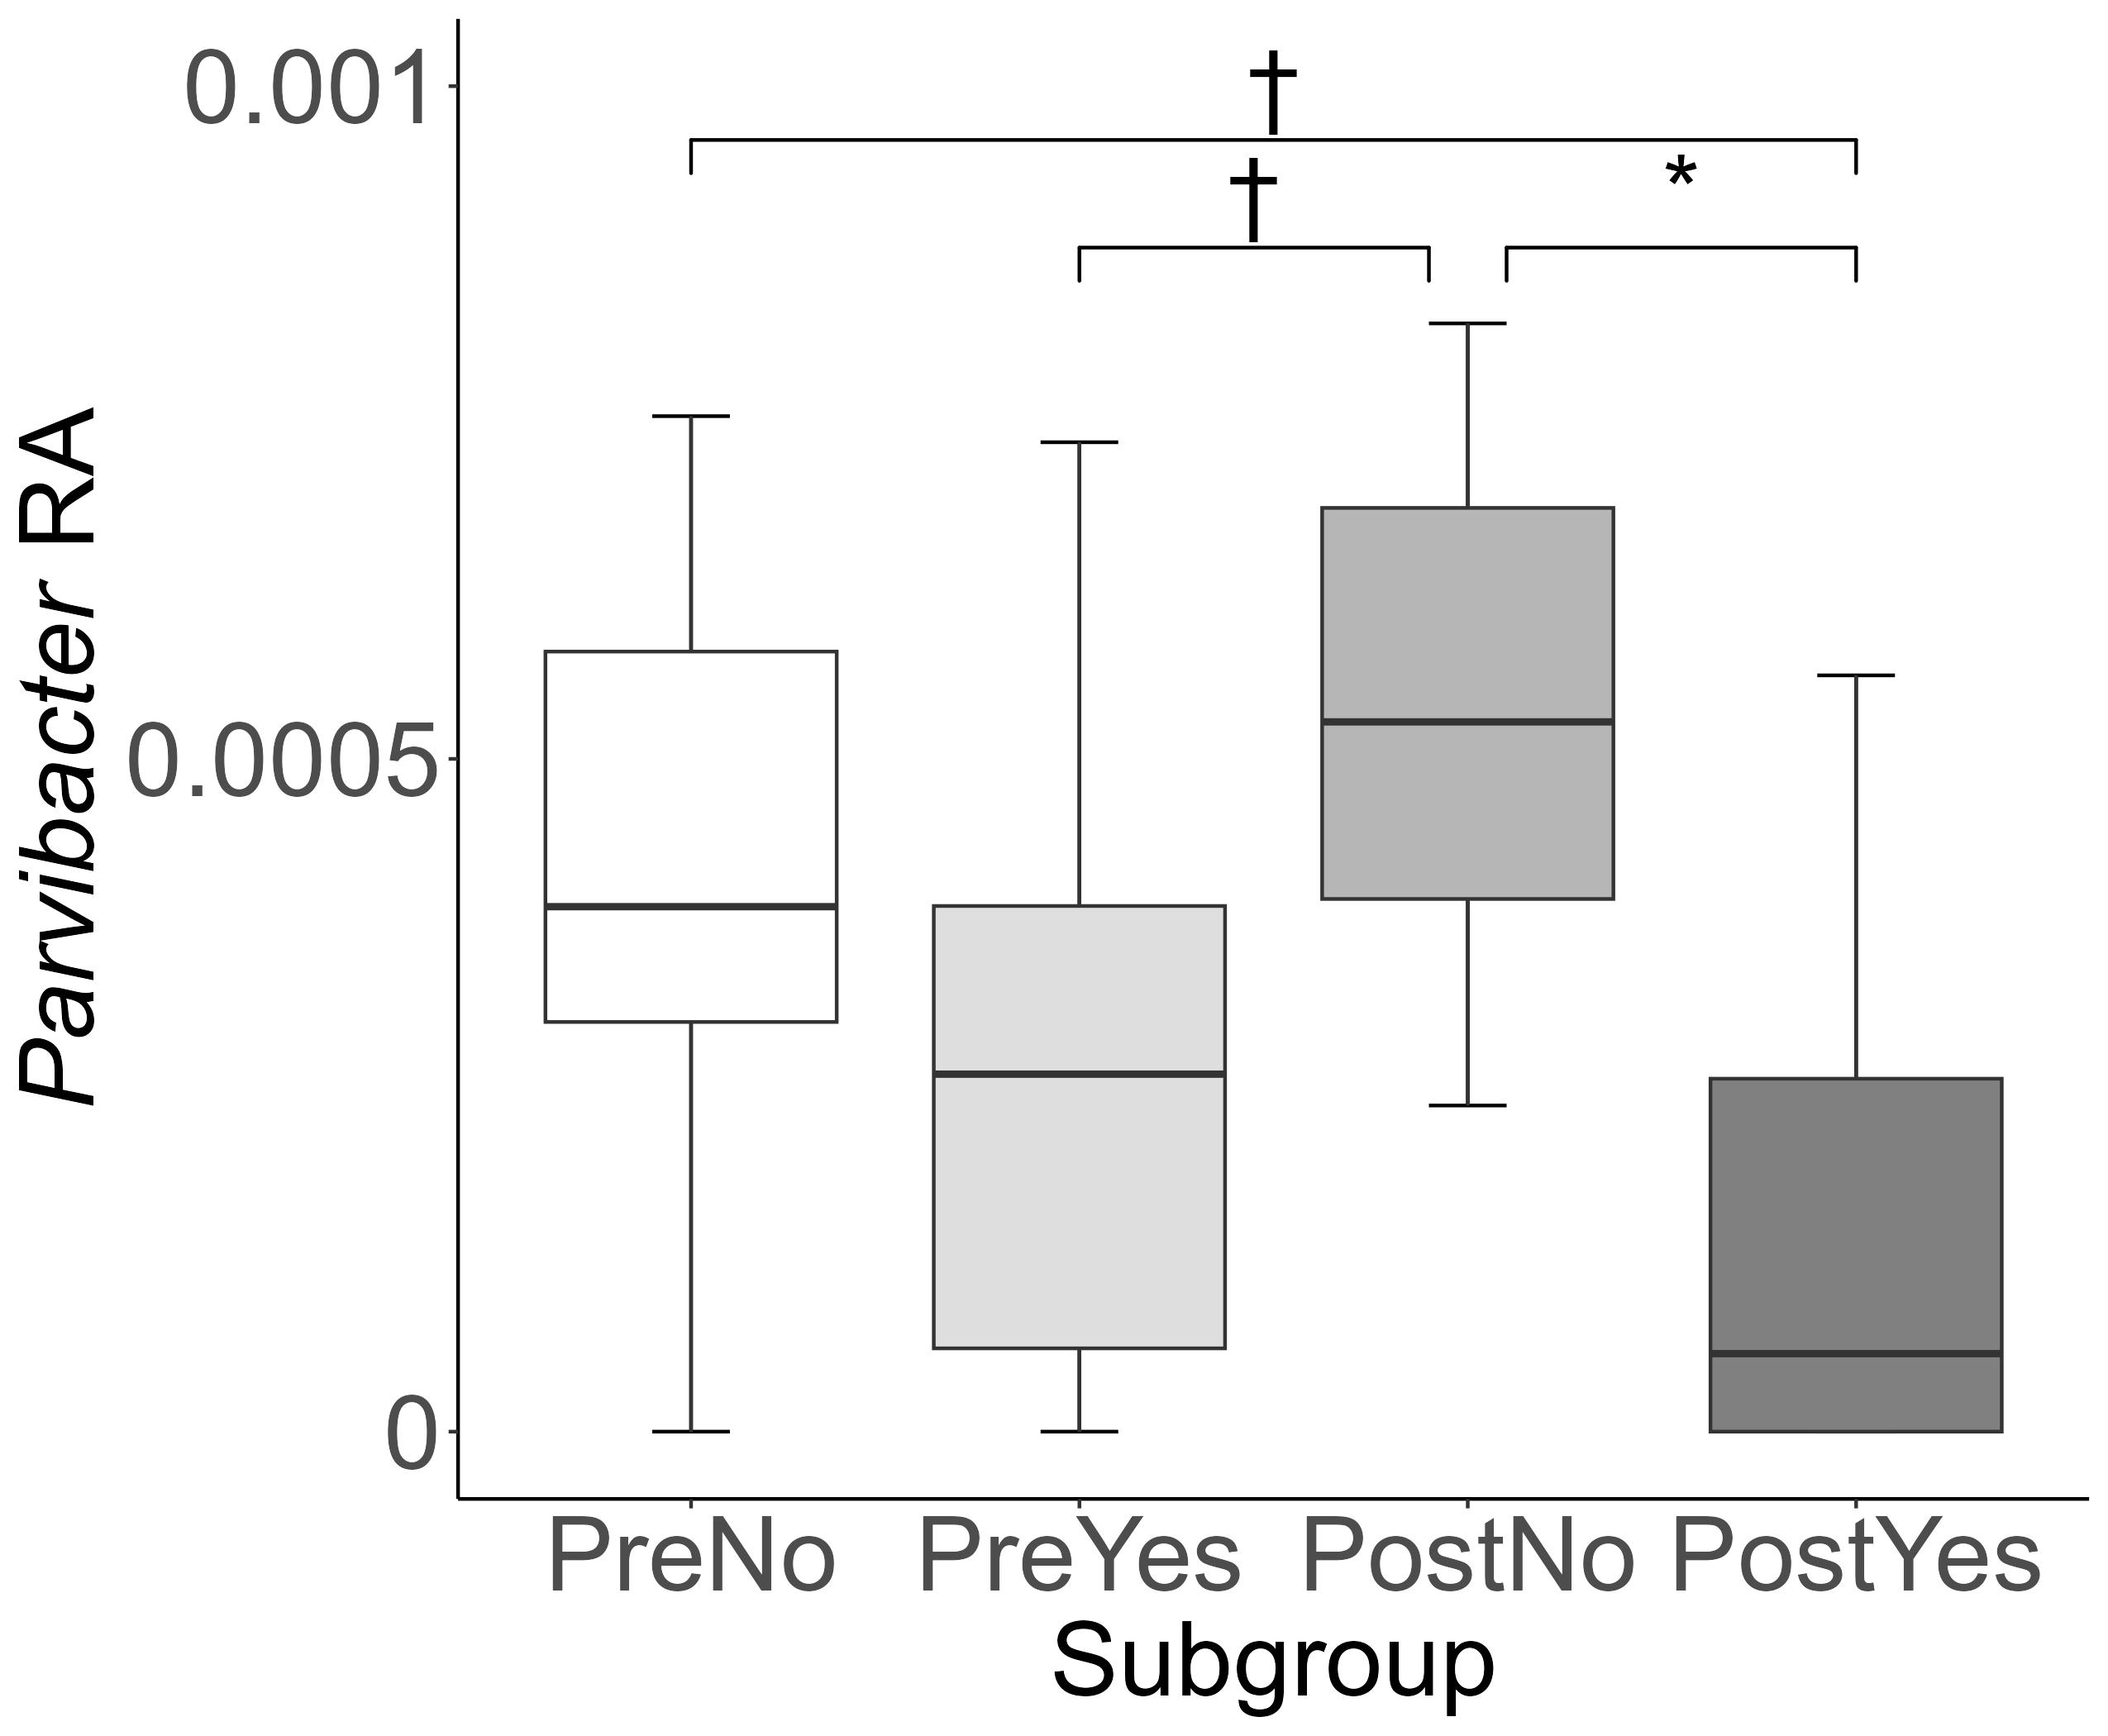 Parvibacter RA
0.001
0.0005
0
†
†
*
PreNo PreYes PostNo PostYes
Subgroup